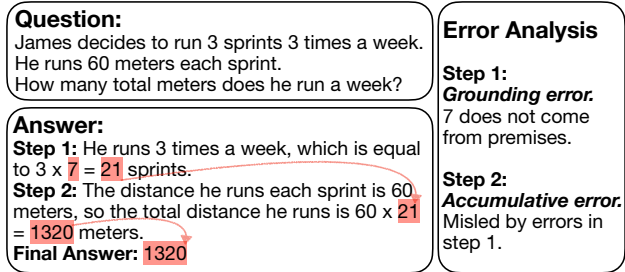 Question:
James decides to run 3 sprints 3 times a week.
He runs 60 meters each sprint.
How many total meters does he run a week?
Answer:
Step 1: He runs 3 times a week, which is equal
to 3 x 7 = 21 sprints.
Step 2: The distance he runs each sprint is 60
meters, so the total distance he runs is 60 x 21
= 1320 meters.
Final Answer: 1320
Error Analysis
Step 1:
Grounding error.
7 does not come
from premises.
Step 2:
Accumulative error.
Misled by errors in
step 1.